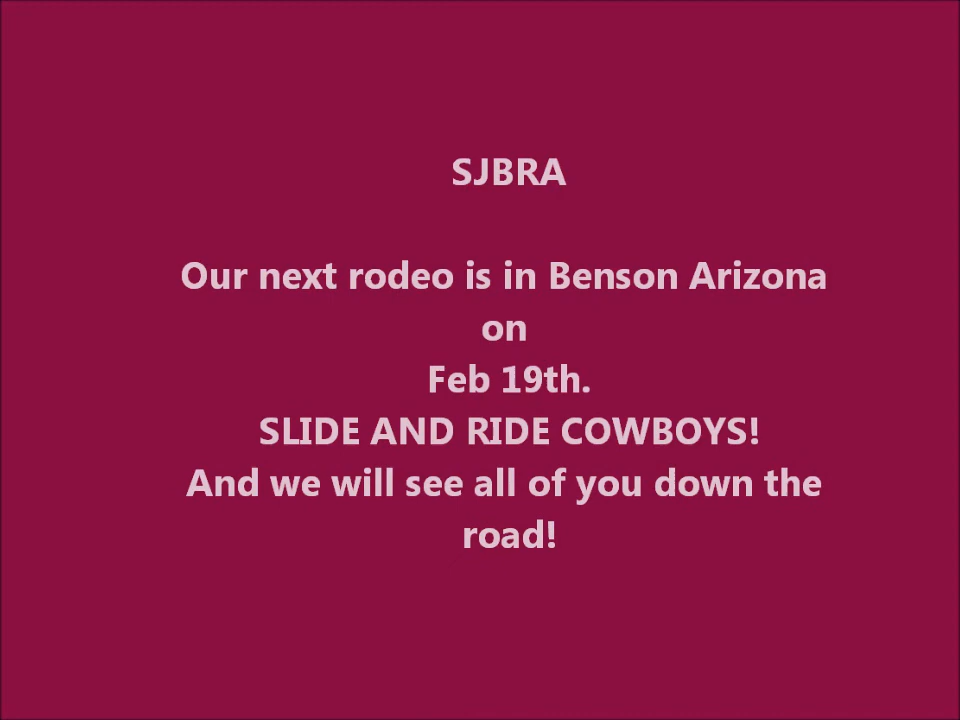 SJBRA
Our next rodeo is in Benson Arizona
on
Feb 19th.
SLIDE AND RIDE COWBOYS!
And we will see all of you down the
road!